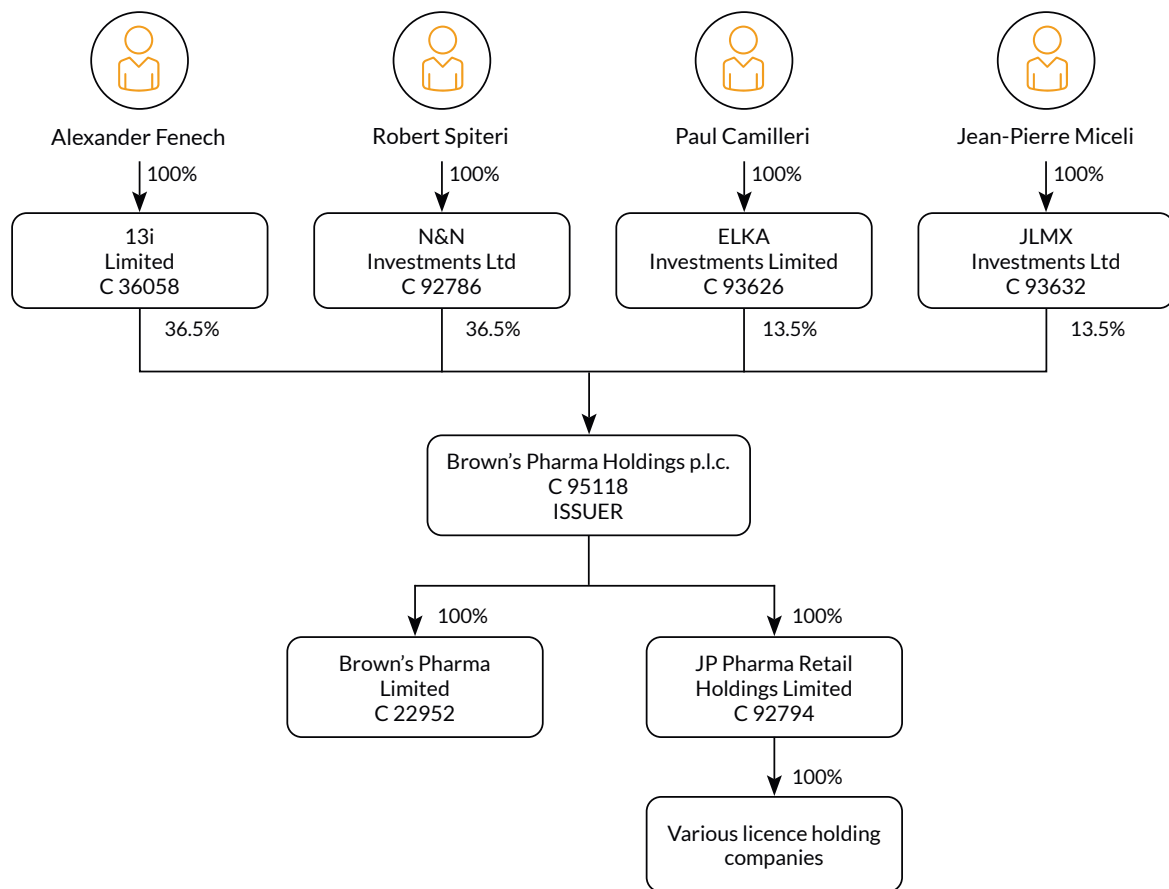 Alexander Fenech
Robert Spiteri
Paul Camilleri
Jean-Pierre Miceli
100%
100%
100%
100%
13i
Limited
C 36058
N&N
Investments Ltd
C 92786
ELKA
Investments Limited
C 93626
JLMX
Investments Ltd
C 93632
36.5%
36.5%
13.5%
13.5%
Brown’s Pharma Holdings p.l.c.
C 95118
ISSUER
100%
100%
Brown’s Pharma
Limited
C 22952
JP Pharma Retail
Holdings Limited
C 92794
100%
Various licence holding
companies